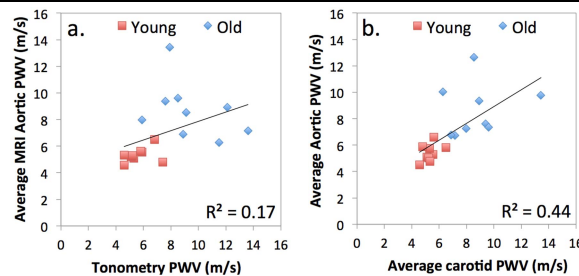 a.
Young
Old
Average MRI Aortic PWV (m/s)
16
14
12
10
8
6
4
2
0
R² = 0.17
0 2 4 6 8 10 12 14 16
Tonometry PWV (m/s)
b.
Young
Old
Average Aortic PWV (m/s)
16
14
12
10
8
6
4
2
0
R² = 0.44
0 2 4 6 8 10 12 14 16
Average carotid PWV (m/s)